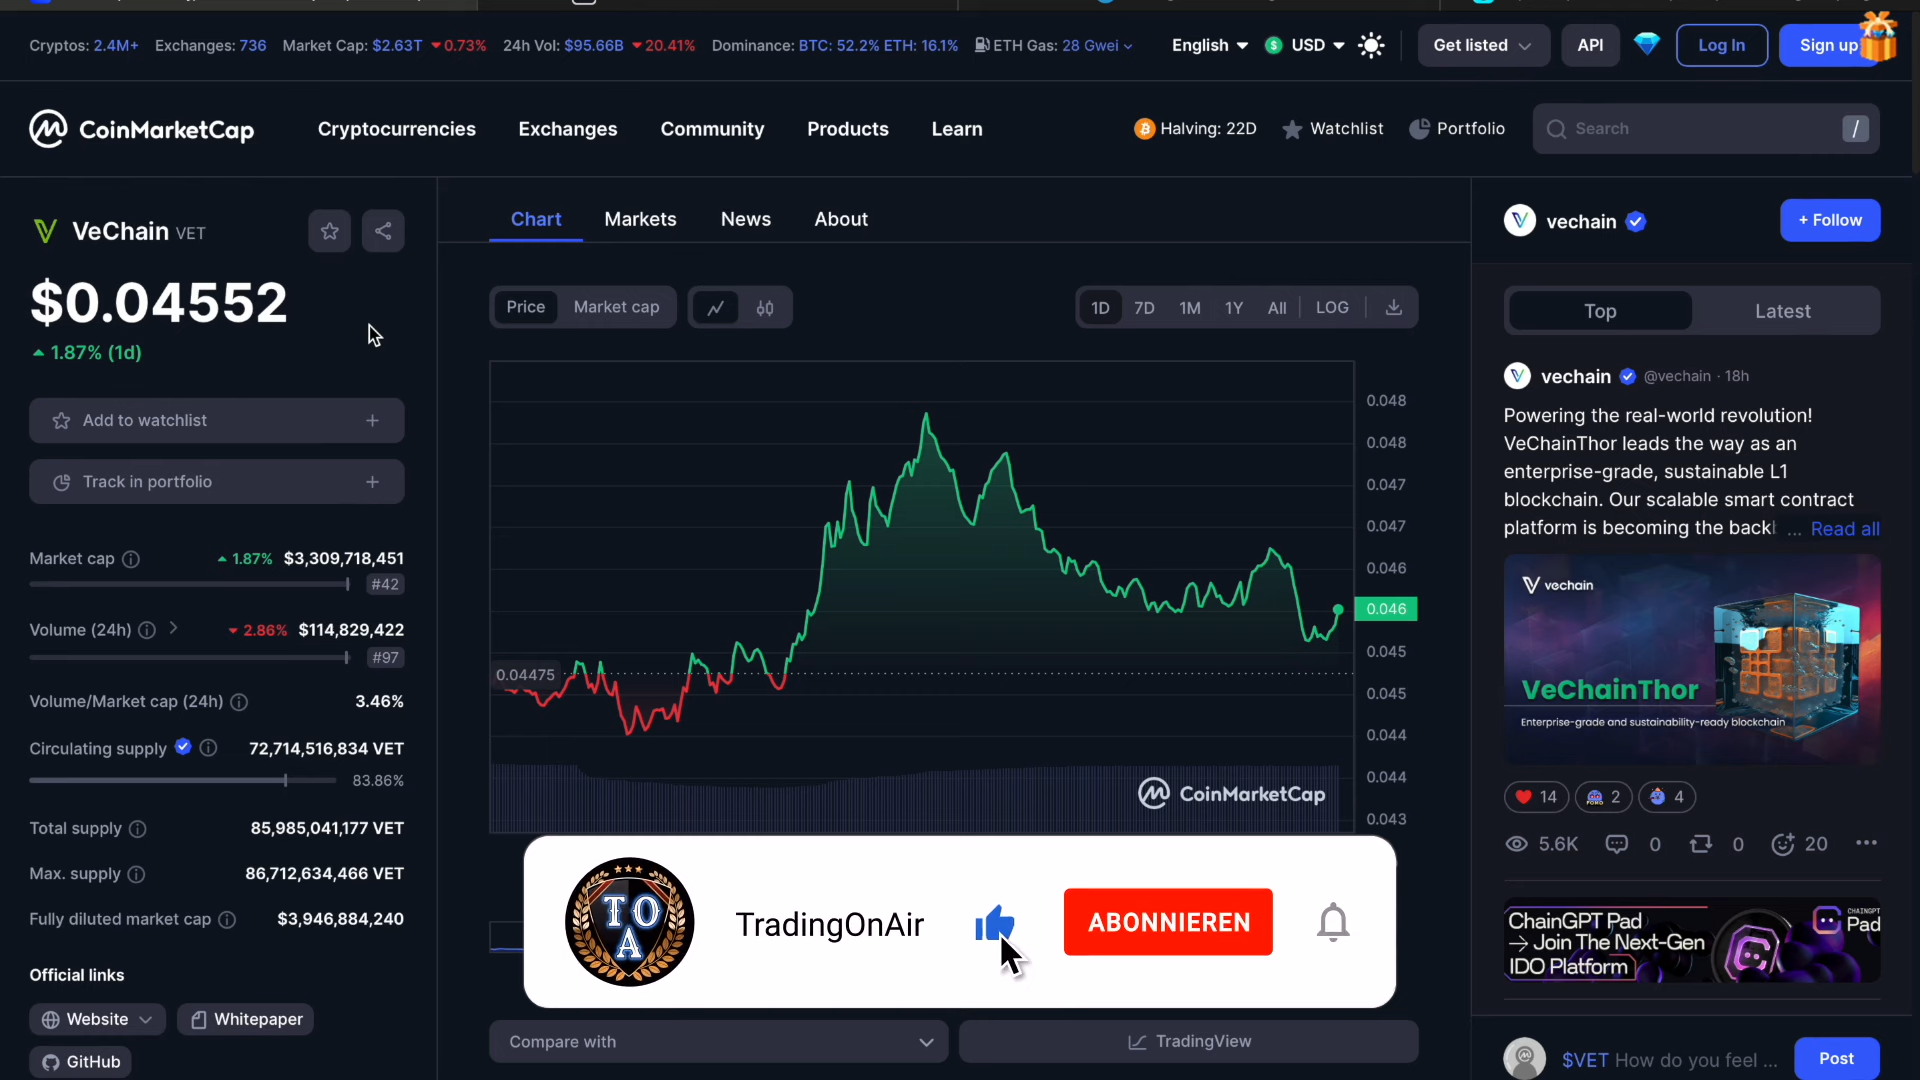 Cryptos: 2.4M+ Exchanges: 736 Market Cap: $2.63T 0.73% 24h Vol: $95.66B 20.41% Dominance: BTC: 52.2% ETH: 16.1% ETH Gas: 28 Gwei
English $ USD Get listed API Log In Sign up
CoinMarketCap Cryptocurrencies Exchanges Community Products Learn Halving: 22D Watchlist Portfolio Search /
VeChain VET
$0.04552
1.87% (1d)
Add to watchlist +
Track in portfolio +
Market cap 1.87% $3,309,718,451
#42
Volume (24h) 2.86% $114,829,422
#97
Volume/Market cap (24h) 3.46%
Circulating supply 72,714,516,834 VET
83.86%
Total supply 85,985,041,177 VET
Max. supply 86,712,634,466 VET
Fully diluted market cap $3,946,884,240
Official links
Website Whitepaper
GitHub
Chart Markets News About
Price Market cap 1D 7D 1M 1Y All LOG
0.048
0.048
0.047
0.047
0.046
0.046
0.045
0.04475
0.045
0.044
0.044
0.043
CoinMarketCap
TOA
TradingOnAir ABONNIEREN
Compare with TradingView
vechain + Follow
Top Latest
vechain @vechain · 18h
Powering the real-world revolution!
VeChainThor leads the way as an
enterprise-grade, sustainable L1
blockchain. Our scalable smart contract
platform is becoming the back ... Read all
vechain
VeChainThor
Enterprise-grade and sustainability-ready blockchain
14 2 4
5.6K 0 0 20
ChainGPT Pad
→ Join The Next-Gen
IDO Platform
CHAINGPT
Pad
$VET How do you feel ... Post